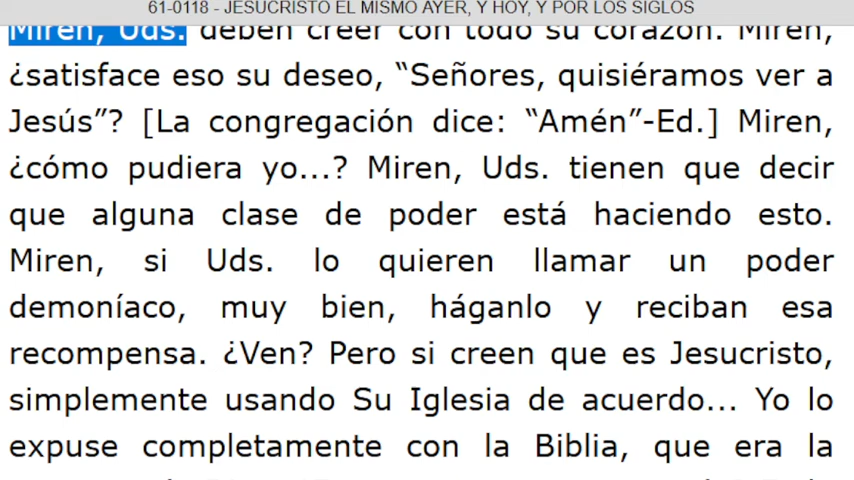 61-0118 - JESUCRISTO EL MISMO AYER, Y HOY, Y POR LOS SIGLOS
Miren, Uds. deben creer con todo su corazón. Miren,
¿satisface eso su deseo, “Señores, quisiéramos ver a
Jesús”? [La congregación dice: “Amén”-Ed.] Miren,
¿cómo pudiera yo...? Miren, Uds. tienen que decir
que alguna clase de poder está haciendo esto.
Miren, si Uds. lo quieren llamar un poder
demoníaco, muy bien, háganlo y reciban esa
recompensa. ¿Ven? Pero si creen que es Jesucristo,
simplemente usando Su Iglesia de acuerdo... Yo lo
expuse completamente con la Biblia, que era la